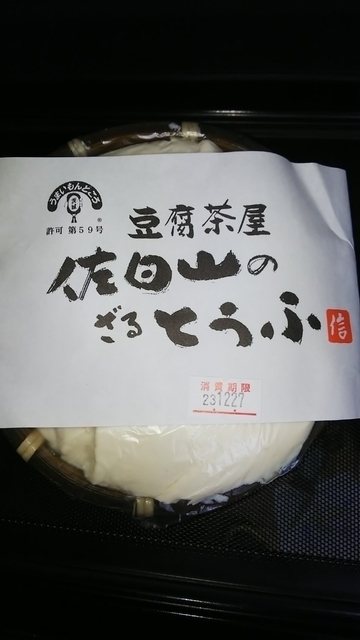 うまいもんどころ
®
許可 第59号
豆腐茶屋
佐白山の
ざるとうふ
信
消費期限
231227